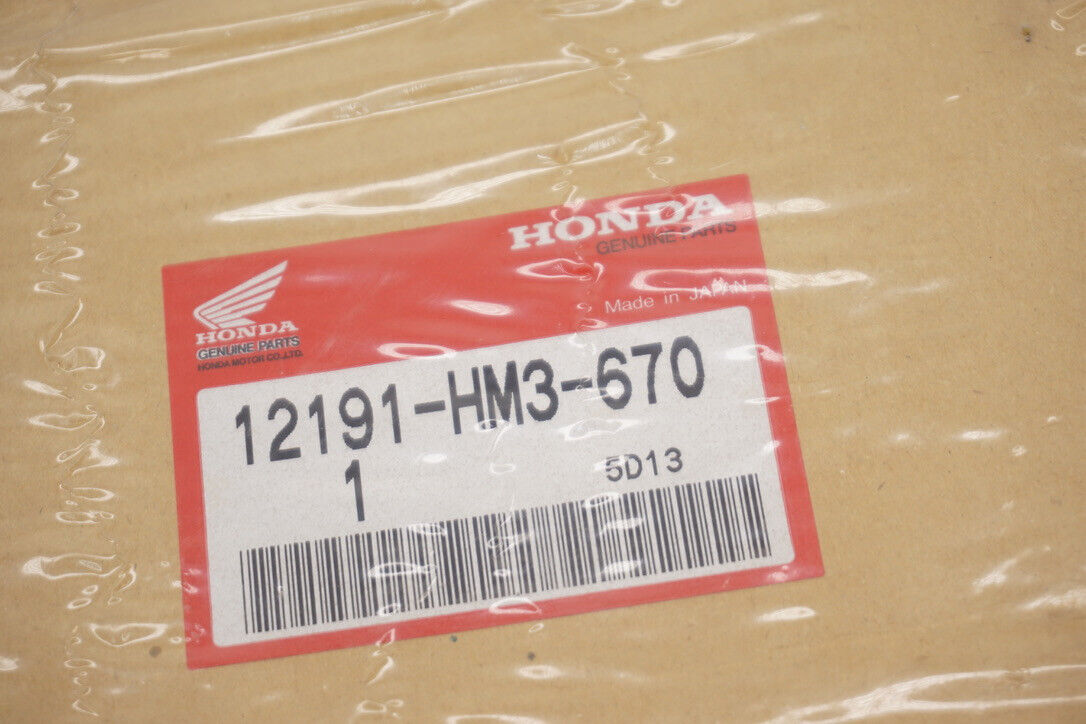 HONDA
GENUINE PARTS
Made in JAPAN
HONDA
GENUINE PARTS
HONDA MOTOR CO.,LTD.
12191-HM3-670
1
5D13